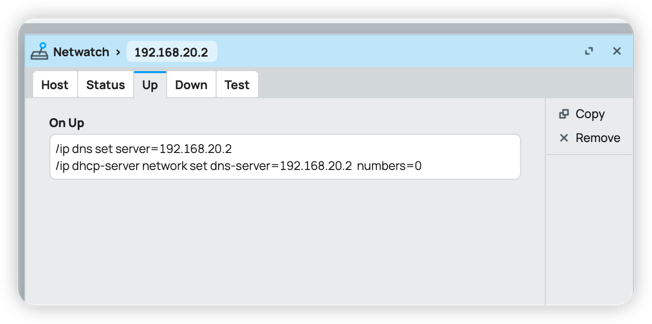 Netwatch > 192.168.20.2
Host Status Up Down Test
On Up
/ip dns set server=192.168.20.2
/ip dhcp-server network set dns-server=192.168.20.2 numbers=0
Copy
Remove